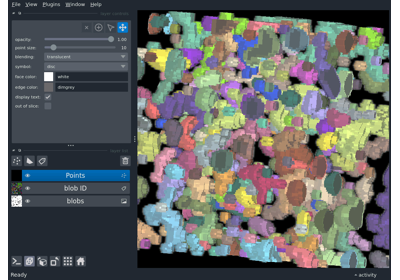 File View Plugins Window Help
opacity: 1.00
point size: 10
blending: translucent
symbol: disc
face color: white
edge color: dimgrey
display text: ✓
out of slice:
Points
blob ID
blobs
Ready
activity